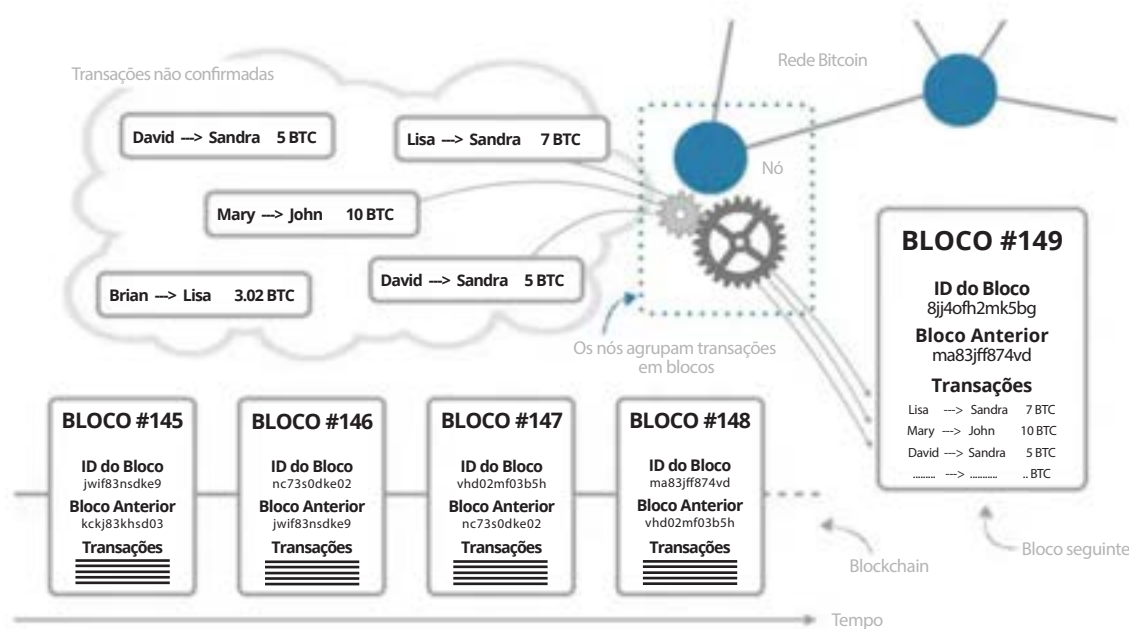 Transações não confirmadas
David ---> Sandra 5 BTC
Lisa ---> Sandra 7 BTC
Mary ---> John 10 BTC
Brian ---> Lisa 3.02 BTC
David ---> Sandra 5 BTC
Rede Bitcoin
Nó
Os nós agrupam transações
em blocos
BLOCO #149
ID do Bloco
8jj4ofh2mk5bg
Bloco Anterior
ma83jff874vd
Transações
Lisa ---> Sandra 7 BTC
Mary ---> John 10 BTC
David ---> Sandra 5 BTC
......... ---> ........... .. BTC
Bloco seguinte
BLOCO #145
ID do Bloco
jwif83nsdke9
Bloco Anterior
kckj83khsd03
Transações
BLOCO #146
ID do Bloco
nc73s0dke02
Bloco Anterior
jwif83nsdke9
Transações
BLOCO #147
ID do Bloco
vhd02mf03b5h
Bloco Anterior
nc73s0dke02
Transações
BLOCO #148
ID do Bloco
ma83jff874vd
Bloco Anterior
vhd02mf03b5h
Transações
Blockchain
Tempo